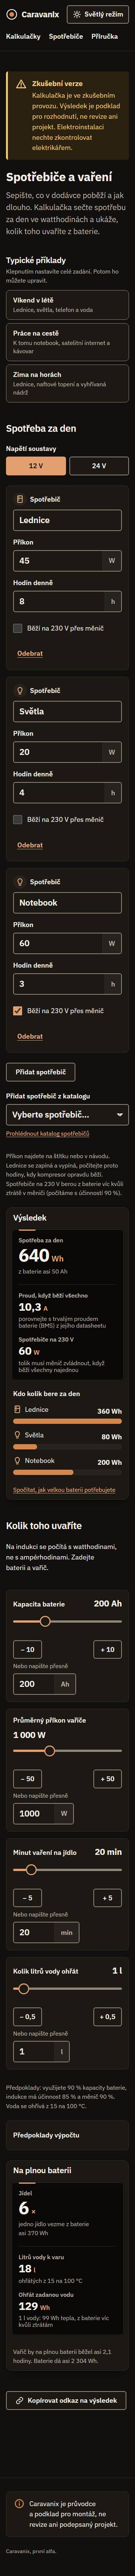 Caravanix
Světlý režim
Kalkulačky Spotřebiče Příručka
Zkušební verze
Kalkulačka je ve zkušebním
provozu. Výsledek je podklad
pro rozhodnutí, ne revizní
projekt. Elektroinstalaci
nechte zkontrolovat
elektrikářem.
Spotřebiče a vaření
Sepište, co v dodávce poběží a jak
dlouho. Kalkulačka sečte spotřebu
za den ve watthodinách a ukáže,
kolik toho uvaříte z baterie.
Typické příklady
Klepnutím nastavíte celé zadání. Potom ho
můžete upravit.
Víkend v létě
Lednice, světla, telefon a voda
Práce na cestě
K tomu notebook, satelitní internet a
kávovar
Zima na horách
Lednice, naftové topení a vyhřívaná
nádrž
Spotřeba za den
Napětí soustavy
12 V
24 V
Spotřebič
Lednice
Příkon
45 W
Hodin denně
8 h
Běží na 230 V přes měnič
Odebrat
Spotřebič
Světla
Příkon
20 W
Hodin denně
4 h
Běží na 230 V přes měnič
Odebrat
Spotřebič
Notebook
Příkon
60 W
Hodin denně
3 h
Běží na 230 V přes měnič
Odebrat
Přidat spotřebič
Přidat spotřebič z katalogu
Vyberte spotřebič…
Prohlédnout katalog spotřebičů
Příkon najdete na štítku nebo v návodu.
Lednice se zapíná a vypíná, počítejte proto
hodiny, kdy kompresor opravdu běží.
Spotřebiče na 230 V berou z baterie víc kvůli
ztrátě v měniči (počítáme s účinností 90 %).
Výsledek
Spotřeba za den
640 Wh
z baterie asi 50 Ah
Proud, když běží všechno
10,3 A
porovnejte s trvalým proudem
baterie (BMS) z jejího datasheetu
Spotřebiče na 230 V
60 W
tolik musí měnič zvládnout, když
běží všechny najednou
Kdo kolik bere za den
Lednice 360 Wh
Světla 80 Wh
Notebook 200 Wh
Spočítat, jak velkou baterii potřebujete
Kolik toho uvaříte
Na indukci se počítá s watthodinami,
ne s ampérhodinami. Zadejte
baterii a vařič.
Kapacita baterie 200 Ah
− 10
+ 10
Nebo napište přesně
200 Ah
Průměrný příkon vařiče
1 000 W
− 50
+ 50
Nebo napište přesně
1000 W
Minut vaření na jídlo 20 min
− 5
+ 5
Nebo napište přesně
20 min
Kolik litrů vody ohřát 1 l
− 0,5
+ 0,5
Nebo napište přesně
1 l
Předpoklady: využijete 90 % kapacity baterie,
indukce má účinnost 85 % a měnič 90 %.
Voda se ohřívá z 15 na 100 °C.
Předpoklady výpočtu
Na plnou baterii
Jídel
6 ×
jedno jídlo vezme z baterie
asi 370 Wh
Litrů vody k varu
18 l
ohřátých z 15 na 100 °C
Ohřát zadanou vodu
129 Wh
1 l vody: 99 Wh tepla, z baterie víc
kvůli ztrátám
Vařič by na plnou baterii běžel asi 2,1
hodiny. Baterie dá asi 2 304 Wh.
Kopírovat odkaz na výsledek
Caravanix je průvodce
a podklad pro montáž, ne
revize ani podepsaný projekt.
Caravanix, první alfa.